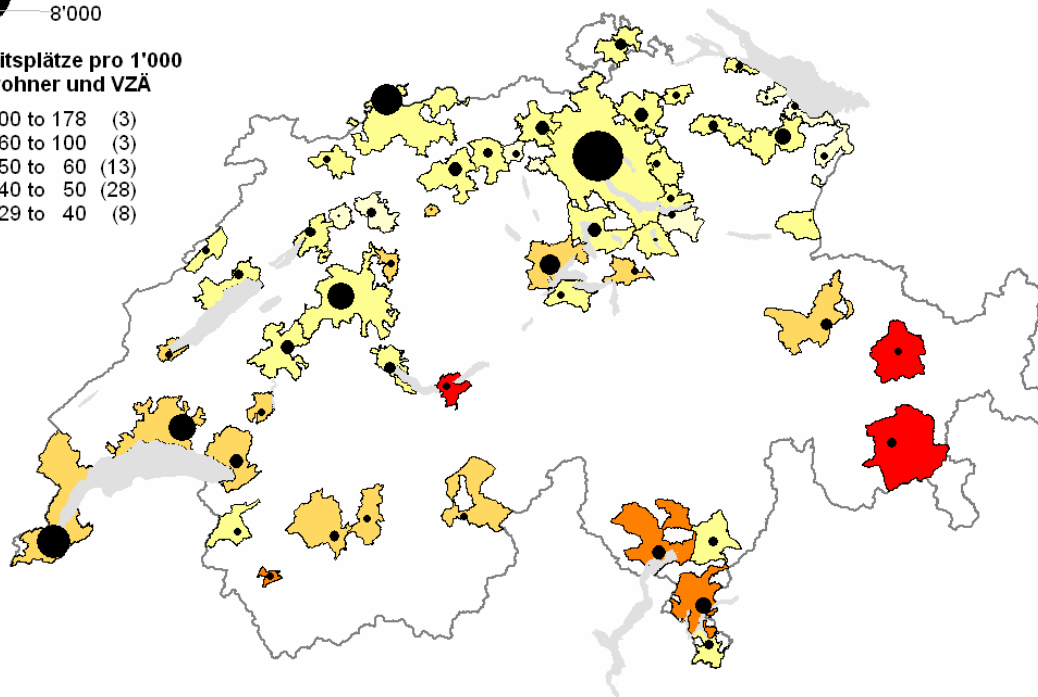 8'000
itsplätze pro 1'000
ohner und VZÄ
00 to 178 (3)
60 to 100 (3)
50 to 60 (13)
40 to 50 (28)
29 to 40 (8)